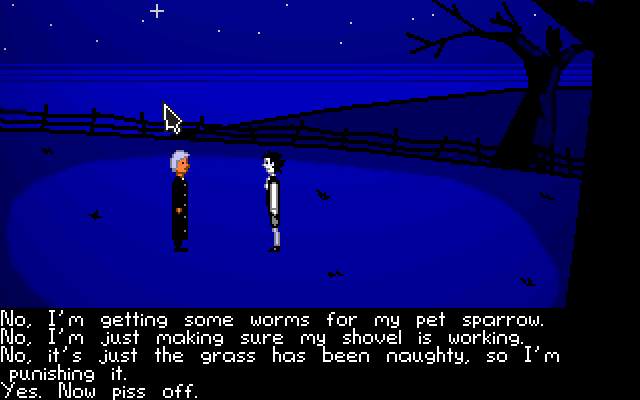 No, I'm getting some worms for my pet sparrow.
No, I'm just making sure my shovel is working.
No, it's just the grass has been naughty, so I'm
punishing it.
Yes. Now piss off.